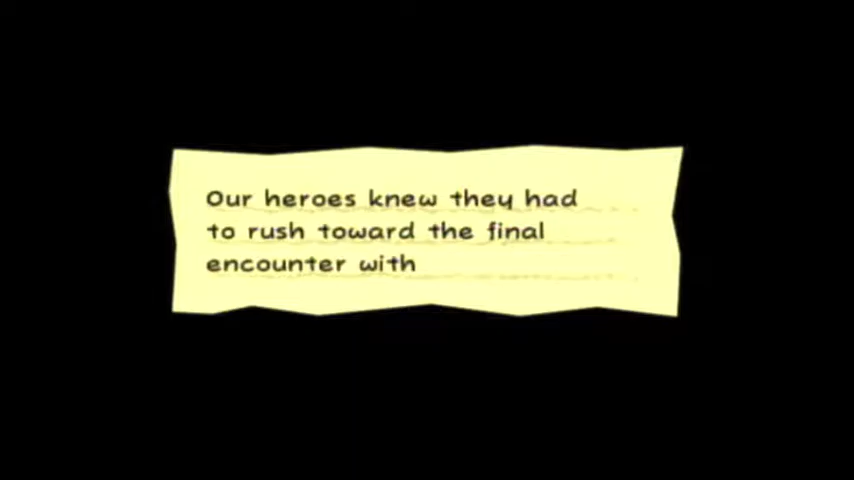 Our heroes knew they had
to rush toward the final
encounter with